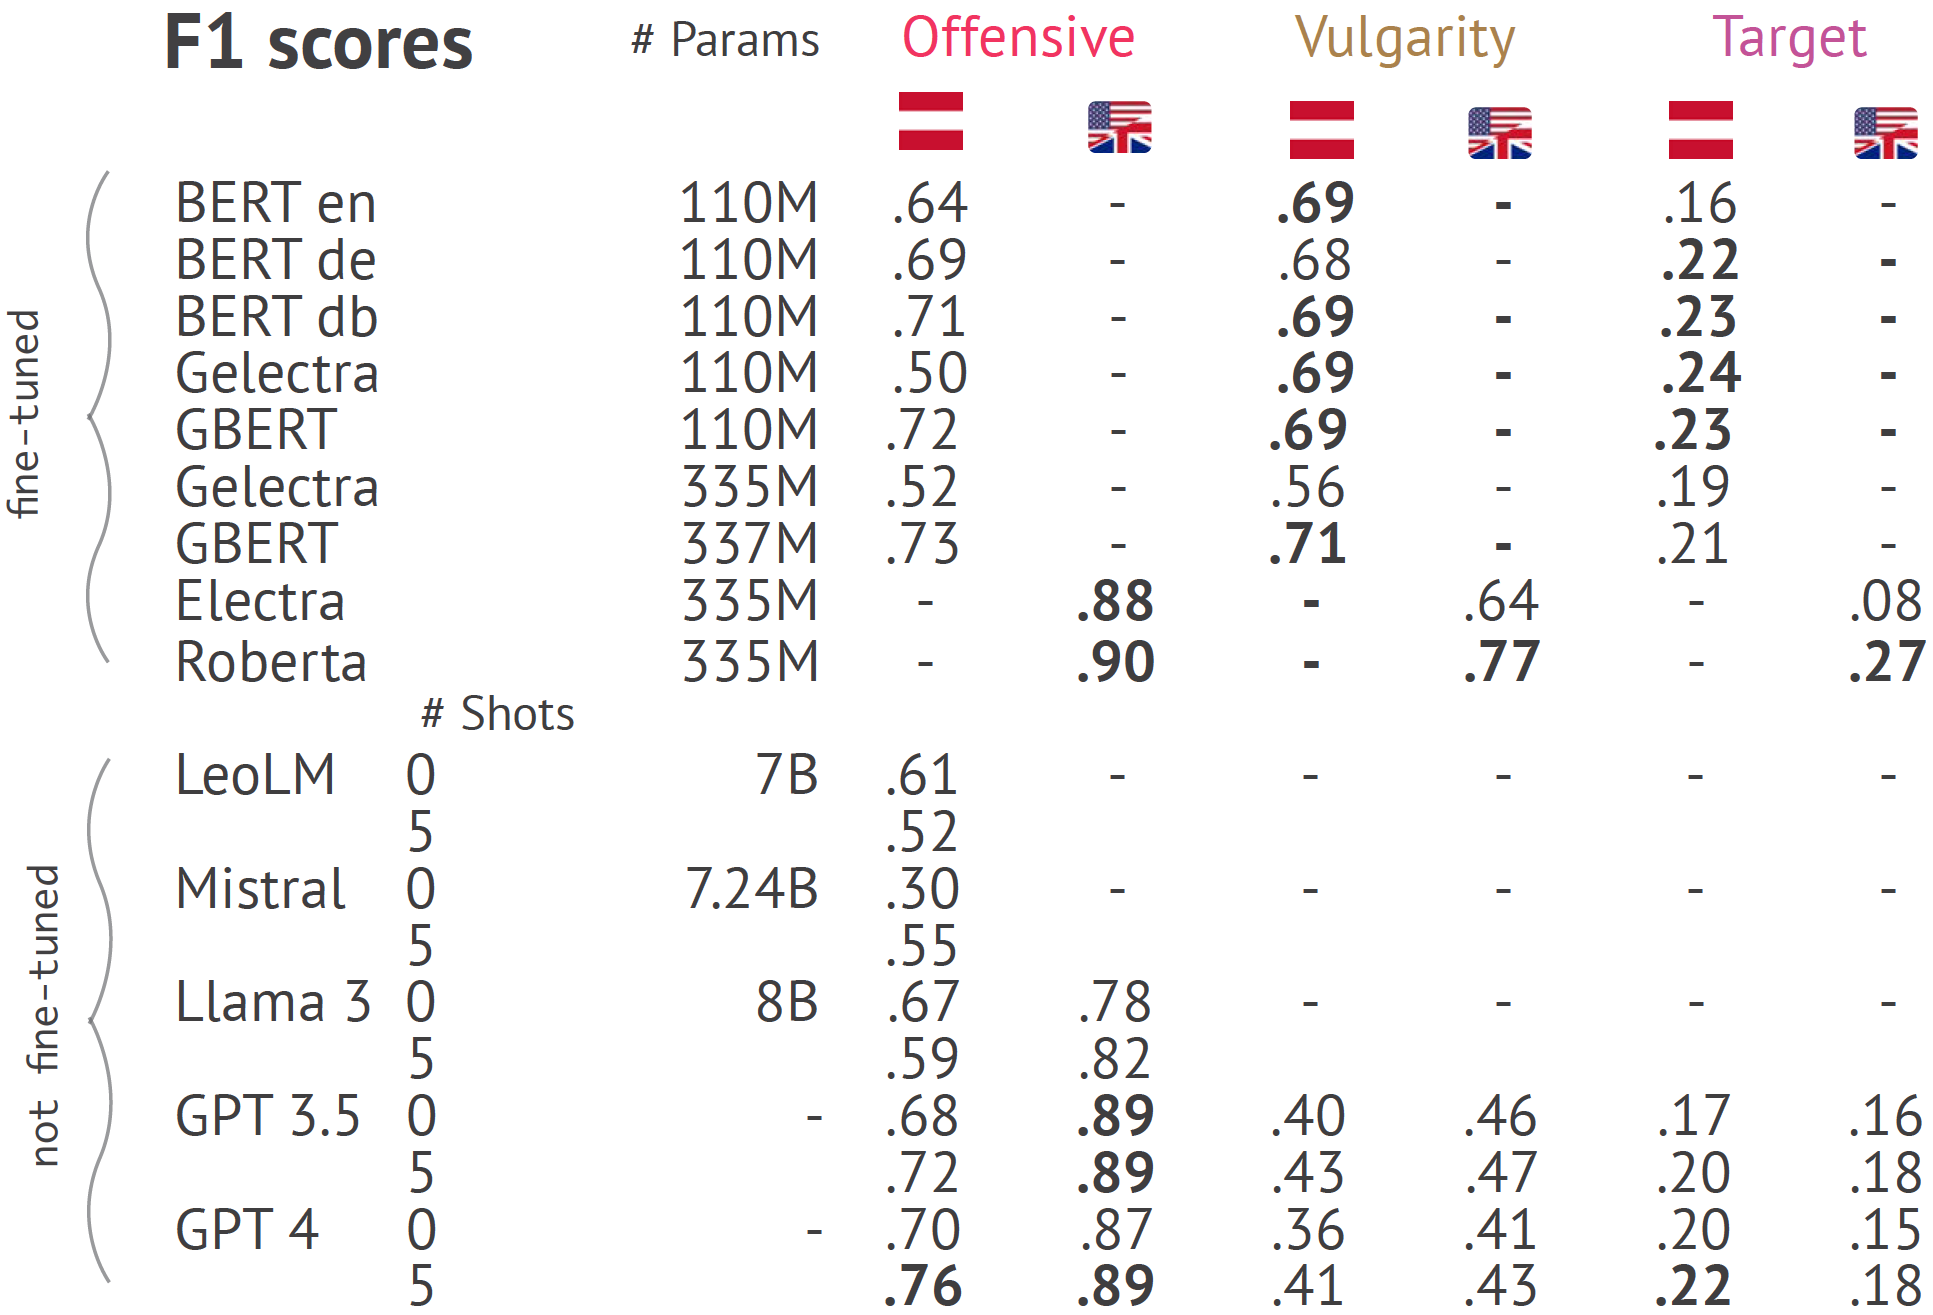 F1 scores # Params Offensive Vulgarity Target
fine-tuned
BERT en 110M .64 - .69 - .16 -
BERT de 110M .69 - .68 - .22 -
BERT db 110M .71 - .69 - .23 -
Gelectra 110M .50 - .69 - .24 -
GBERT 110M .72 - .69 - .23 -
Gelectra 335M .52 - .56 - .19 -
GBERT 337M .73 - .71 - .21 -
Electra 335M - .88 - .64 - .08
Roberta 335M - .90 - .77 - .27
# Shots
not fine-tuned
LeoLM 0 7B .61 - - - - -
5 .52
Mistral 0 7.24B .30 - - - - -
5 .55
Llama 3 0 8B .67 .78 - - - -
5 .59 .82
GPT 3.5 0 - .68 .89 .40 .46 .17 .16
5 .72 .89 .43 .47 .20 .18
GPT 4 0 - .70 .87 .36 .41 .20 .15
5 .76 .89 .41 .43 .22 .18